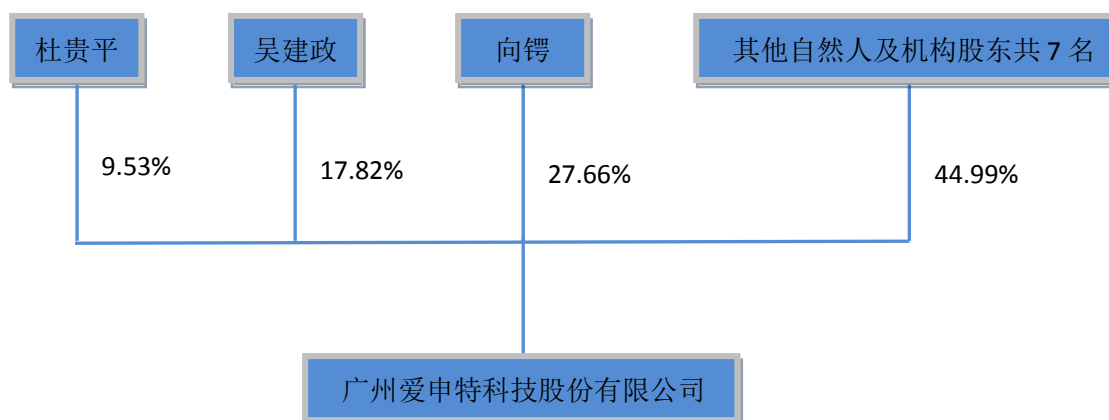 杜贵平
吴建政
向锷
其他自然人及机构股东共 7 名
9.53%
17.82%
27.66%
44.99%
广州爱申特科技股份有限公司